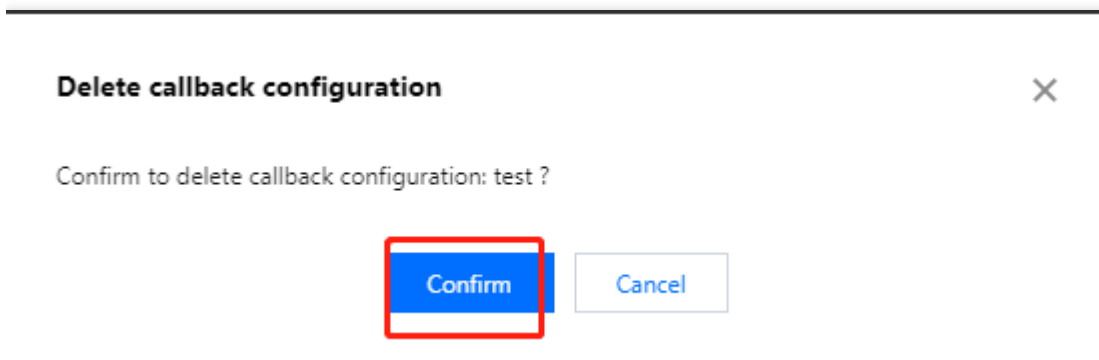 Delete callback configuration
Confirm to delete callback configuration: test ?
Confirm Cancel